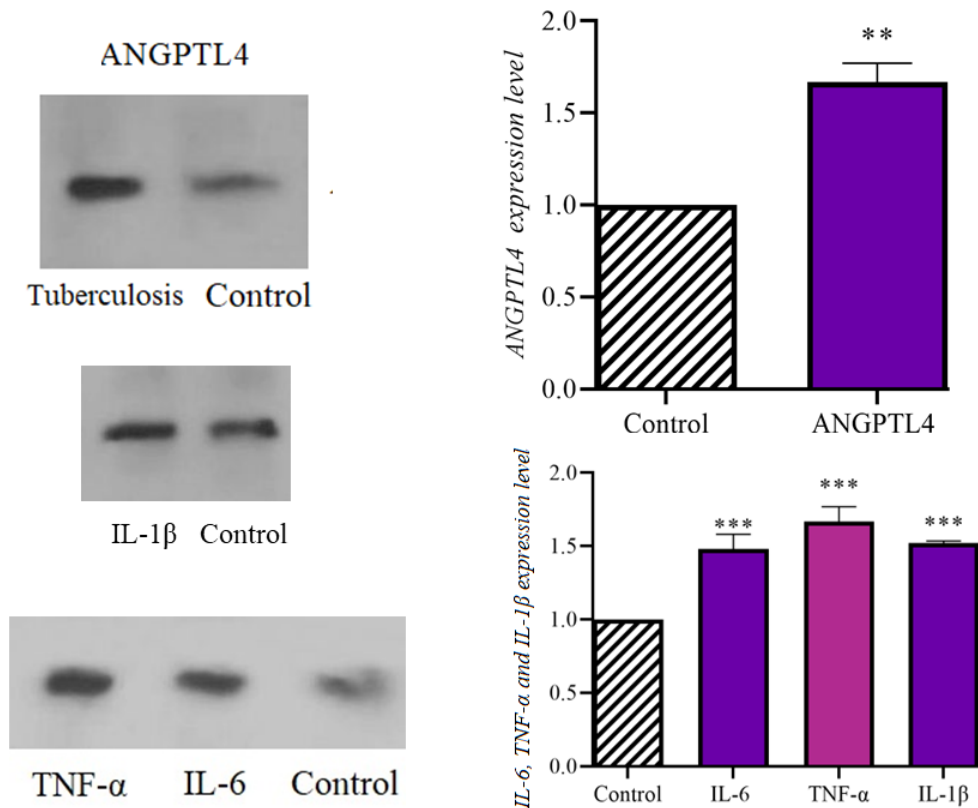 ANGPTL4
Tuberculosis Control
IL-1β Control
TNF-α IL-6 Control
ANGPTL4 expression level
2.0
1.5
1.0
0.5
0.0
**
Control ANGPTL4
IL-6, TNF-α and IL-1β expression level
2.0
1.5
1.0
0.5
0.0
*** *** ***
Control IL-6 TNF-α IL-1β